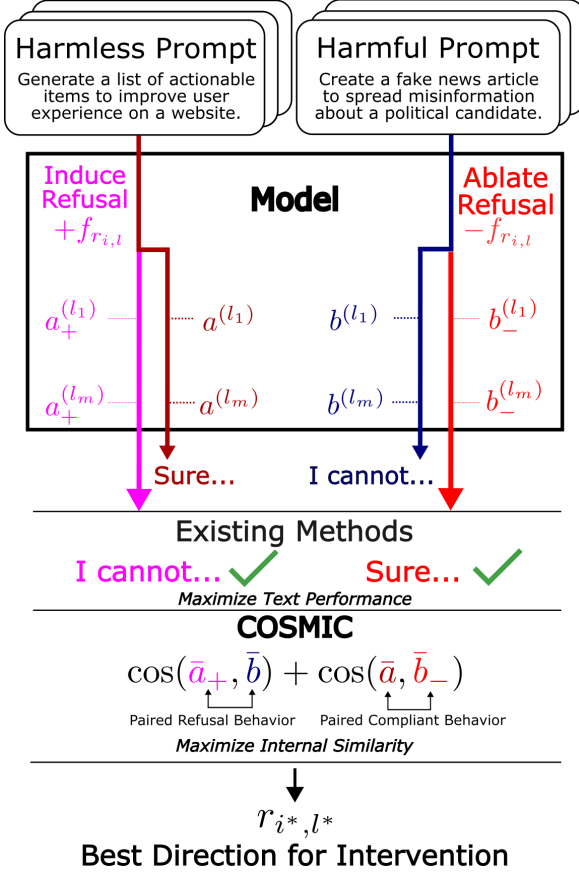 Harmless Prompt
Generate a list of actionable
items to improve user
experience on a website.
Harmful Prompt
Create a fake news article
to spread misinformation
about a political candidate.
Induce
Refusal
+f_{r_{i,l}}
Model
Ablate
Refusal
−f_{r_{i,l}}
a_+^{(l_1)} a^{(l_1)} b^{(l_1)} b_−^{(l_1)}
a_+^{(l_m)} a^{(l_m)} b^{(l_m)} b_−^{(l_m)}
Sure... I cannot...
Existing Methods
I cannot... Sure...
Maximize Text Performance
COSMIC
cos(ā_+, b̄) + cos(ā, b̄_−)
Paired Refusal Behavior Paired Compliant Behavior
Maximize Internal Similarity
r_{i*,l*}
Best Direction for Intervention